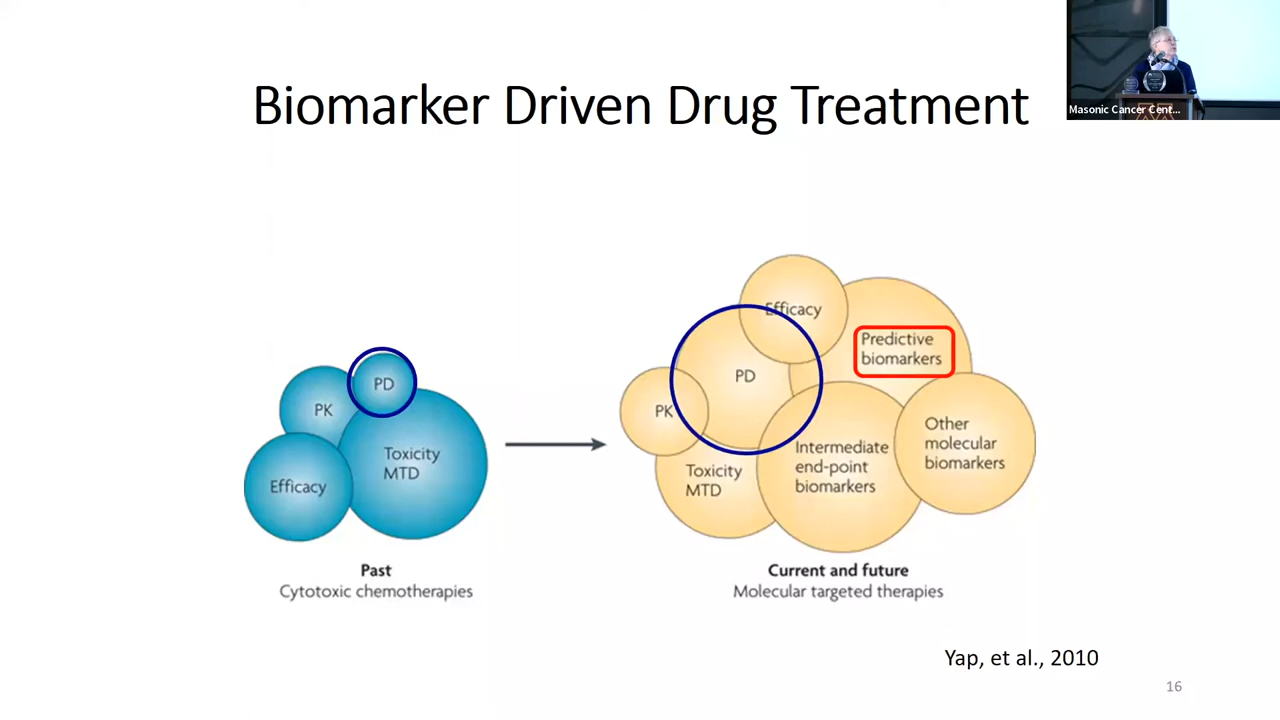 Biomarker Driven Drug Treatment
Masonic Cancer Cent...
PD
PK
Toxicity
MTD
Efficacy
Past
Cytotoxic chemotherapies
Efficacy
Predictive
biomarkers
PD
PK
Other
molecular
biomarkers
Intermediate
end-point
biomarkers
Toxicity
MTD
Current and future
Molecular targeted therapies
Yap, et al., 2010
16